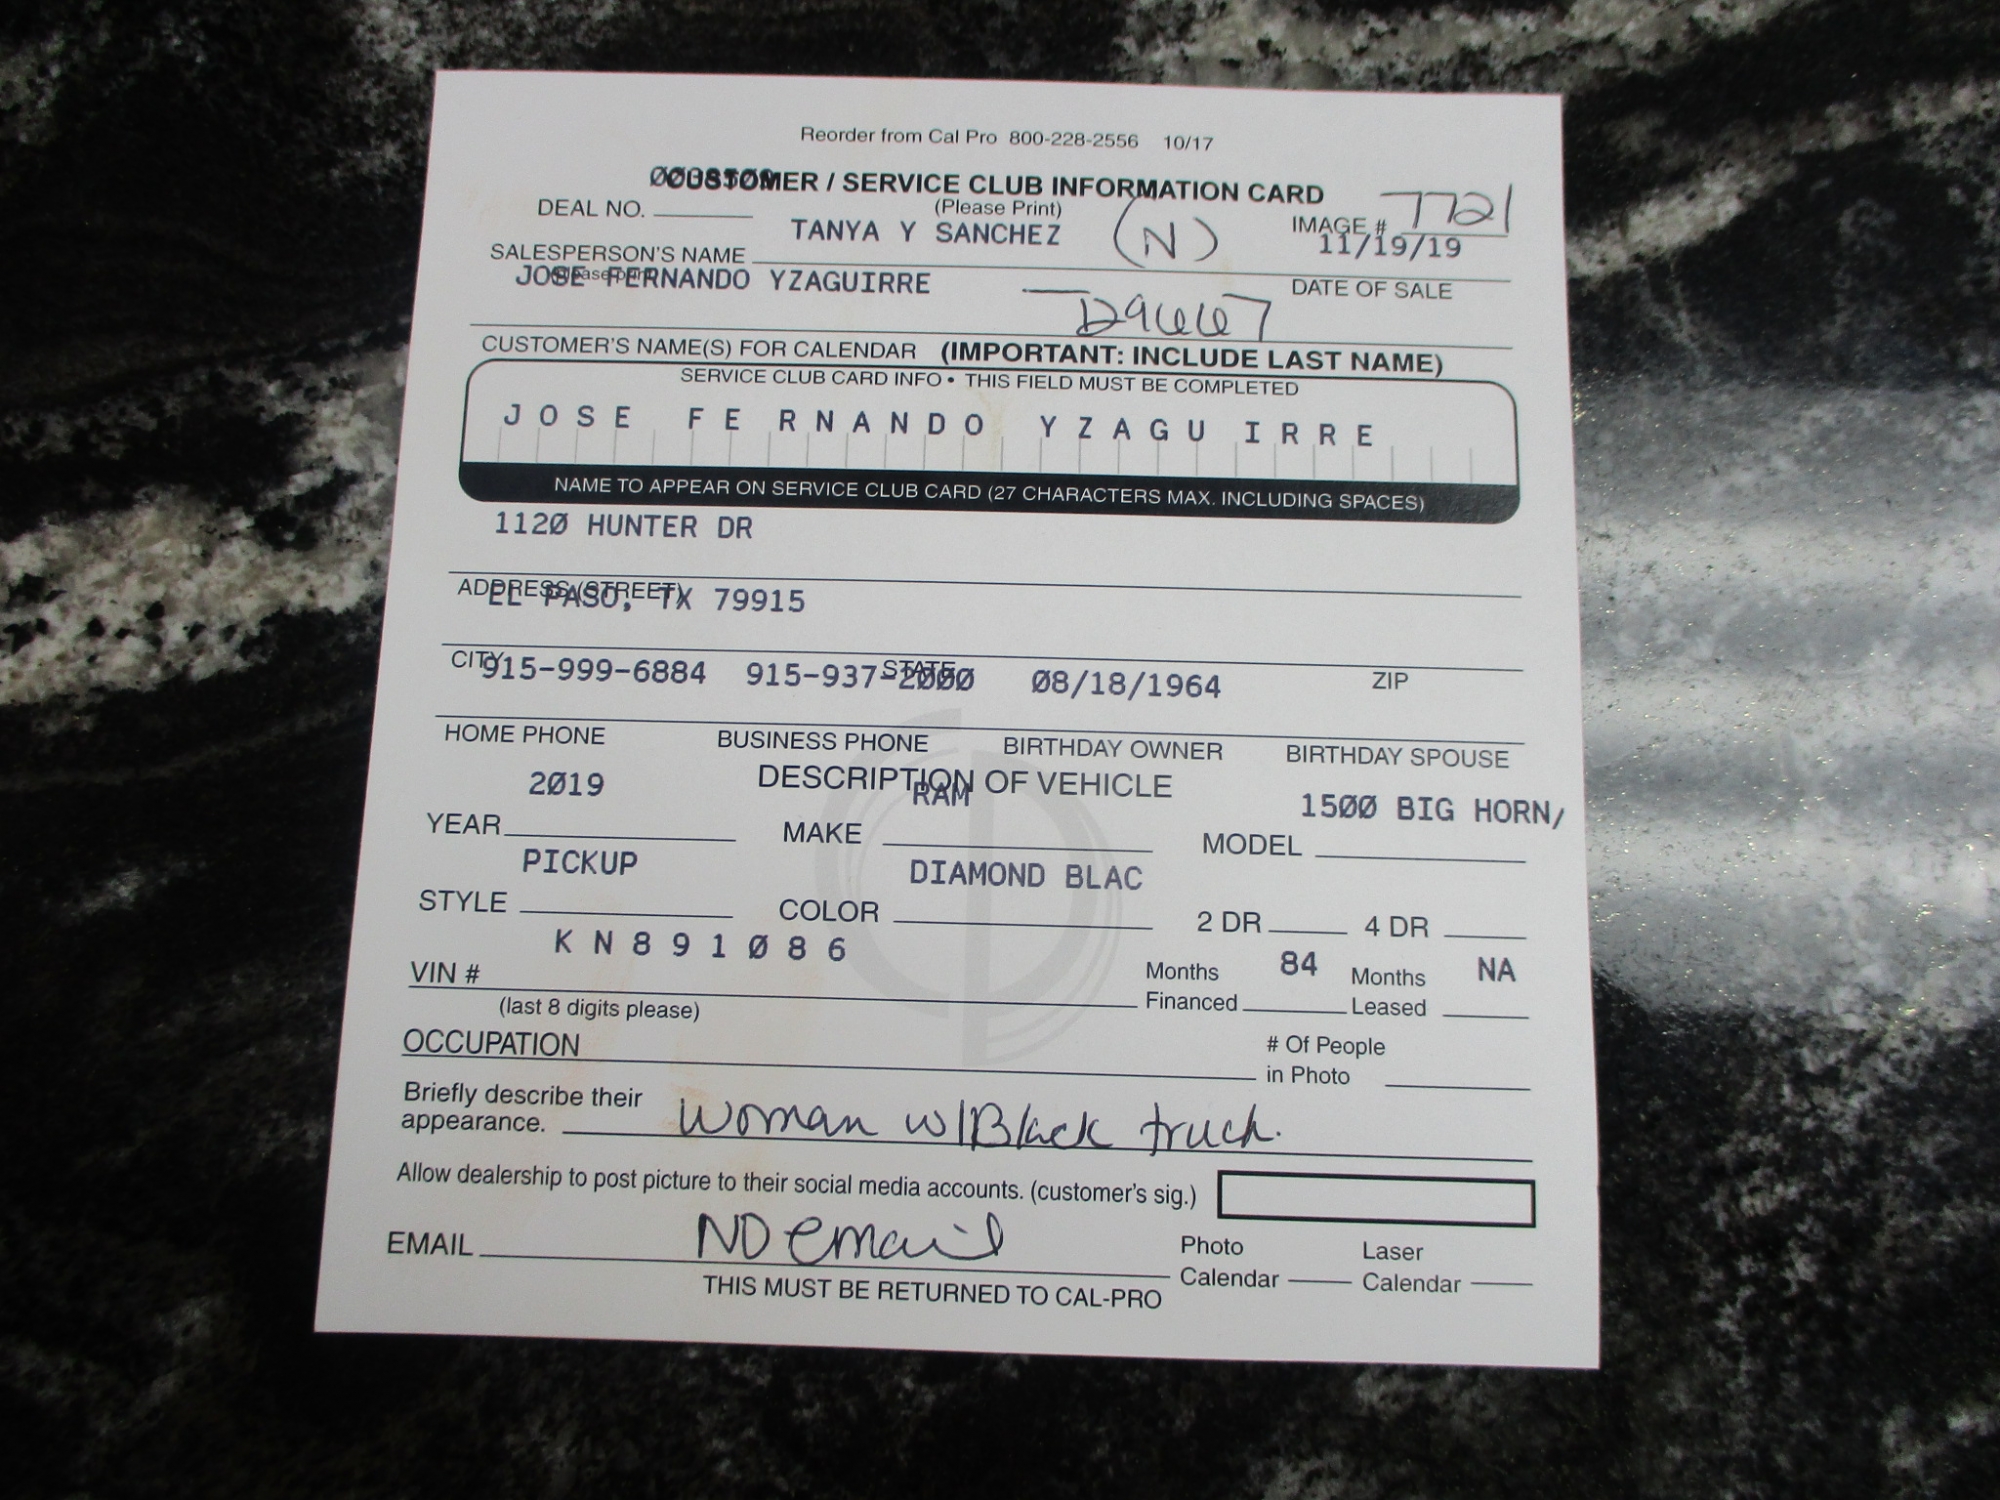 Reorder from Cal Pro 800-228-2556 10/17
CUSTOMER / SERVICE CLUB INFORMATION CARD
(Please Print)
DEAL NO.
IMAGE # 7721
TANYA Y SANCHEZ (N) 11/19/19
SALESPERSON'S NAME
(please print)
DATE OF SALE
JOSE FERNANDO YZAGUIRRE
D9667
CUSTOMER'S NAME(S) FOR CALENDAR (IMPORTANT: INCLUDE LAST NAME)
SERVICE CLUB CARD INFO • THIS FIELD MUST BE COMPLETED
JOSE FERNANDO YZAGUIRRE
NAME TO APPEAR ON SERVICE CLUB CARD (27 CHARACTERS MAX. INCLUDING SPACES)
1120 HUNTER DR
ADDRESS (STREET)
EL PASO, TX 79915
CITY STATE ZIP
915-999-6884 915-937-2000 08/18/1964
HOME PHONE BUSINESS PHONE BIRTHDAY OWNER BIRTHDAY SPOUSE
DESCRIPTION OF VEHICLE
2019 RAM 1500 BIG HORN/
YEAR MAKE MODEL
PICKUP DIAMOND BLAC
STYLE COLOR 2 DR 4 DR
KN891086 84 NA
VIN # Months Financed Months Leased
(last 8 digits please)
OCCUPATION # Of People in Photo
Briefly describe their
appearance. Woman w/Black truck.
Allow dealership to post picture to their social media accounts. (customer's sig.)
EMAIL NO email
Photo Calendar Laser Calendar
THIS MUST BE RETURNED TO CAL-PRO